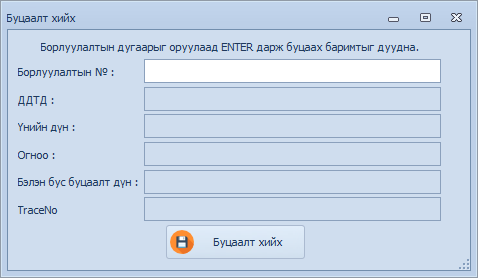 Буцаалт хийх
Борлуулалтын дугаарыг оруулаад ENTER дарж буцаах баримтыг дуудна.
Борлуулалтын № :
ДДТД :
Үнийн дүн :
Огноо :
Бэлэн бус буцаалт дүн :
TraceNo
Буцаалт хийх